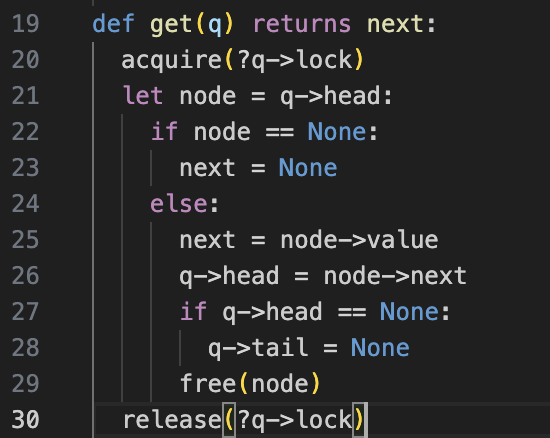 19 def get(q) returns next:
20   acquire(?q->lock)
21   let node = q->head:
22     if node == None:
23       next = None
24     else:
25       next = node->value
26       q->head = node->next
27       if q->head == None:
28         q->tail = None
29       free(node)
30   release(?q->lock)